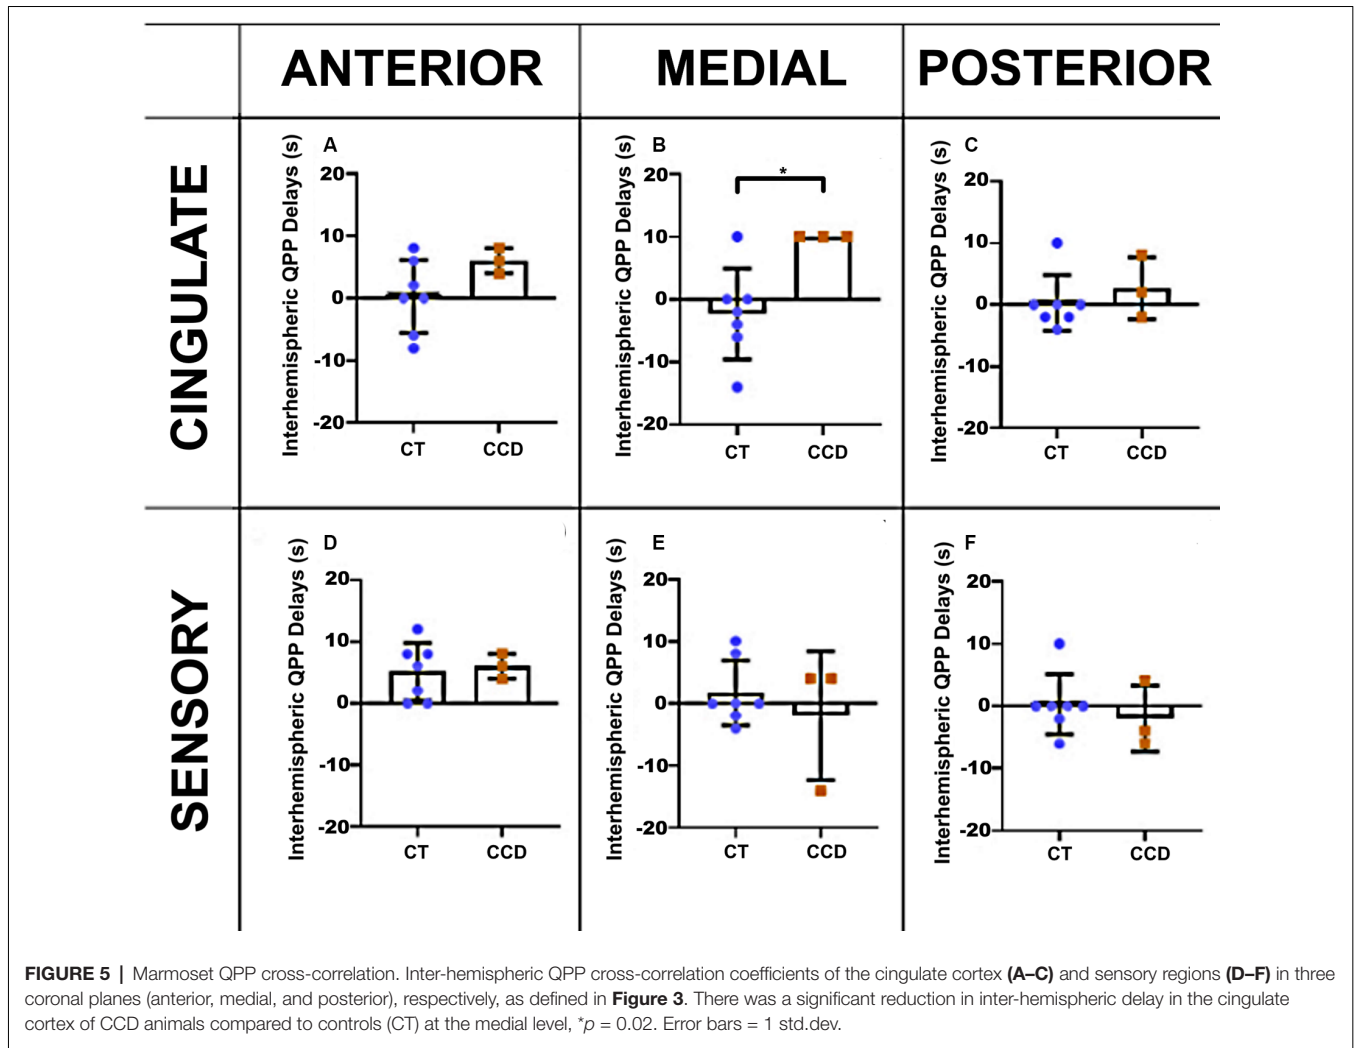 ANTERIOR MEDIAL POSTERIOR
CINGULATE
A
Interhemispheric QPP Delays (s)
20
10
0
-10
-20
CT CCD
B
*
Interhemispheric QPP Delays (s)
20
10
0
-10
-20
CT CCD
C
Interhemispheric QPP Delays (s)
20
10
0
-10
-20
CT CCD
SENSORY
D
Interhemispheric QPP Delays (s)
20
10
0
-10
-20
CT CCD
E
Interhemispheric QPP Delays (s)
20
10
0
-10
-20
CT CCD
F
Interhemispheric QPP Delays (s)
20
10
0
-10
-20
CT CCD
FIGURE 5 | Marmoset QPP cross-correlation. Inter-hemispheric QPP cross-correlation coefficients of the cingulate cortex (A–C) and sensory regions (D–F) in three
coronal planes (anterior, medial, and posterior), respectively, as defined in Figure 3. There was a significant reduction in inter-hemispheric delay in the cingulate
cortex of CCD animals compared to controls (CT) at the medial level, *p = 0.02. Error bars = 1 std.dev.